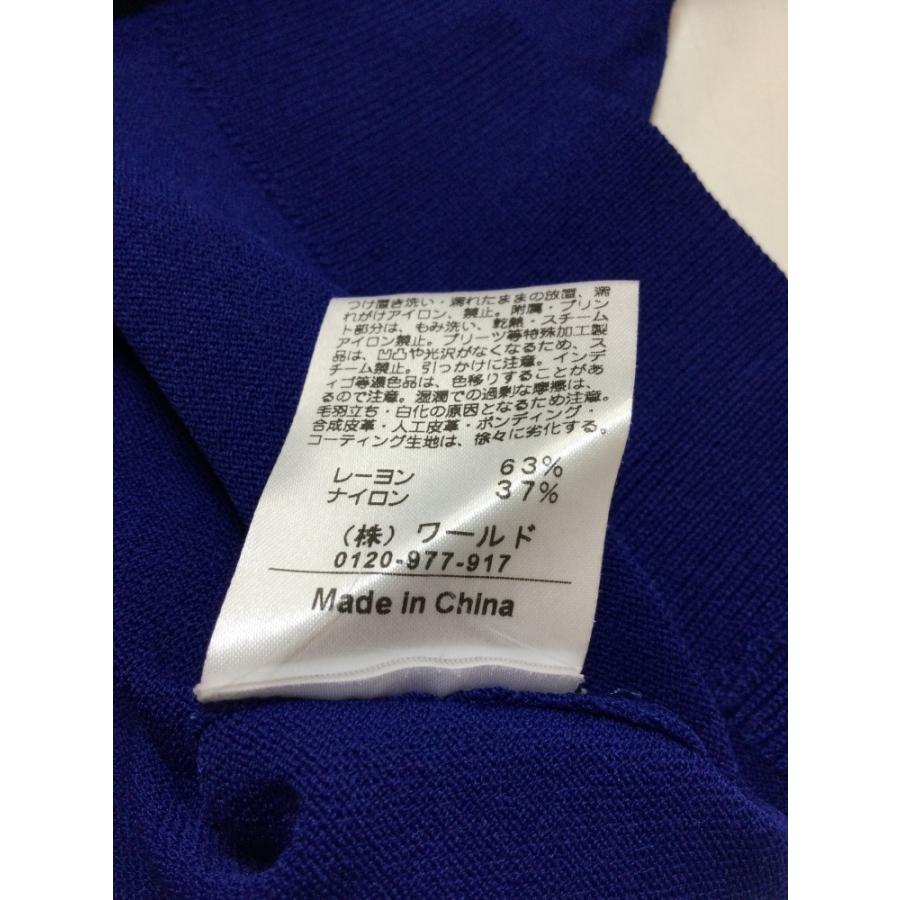 つけ置き洗い・濡れたままの放置、濡
れがけアイロン、禁止。附属・プリン
ト部分は、もみ洗い、乾熱・スチーム
アイロン禁止。プリーツ等特殊加工製
品は、凹凸や光沢がなくなるため、ス
チーム禁止。引っかけに注意。インデ
ィゴ等濃色品は、色移りすることがあ
るので注意。湿潤での過剰な摩擦は、
毛羽立ち・白化の原因となるため注意。
合成皮革・人工皮革・ボンディング・
コーティング生地は、徐々に劣化する。
レーヨン 63%
ナイロン 37%
（株）ワールド
0120-977-917
Made in China